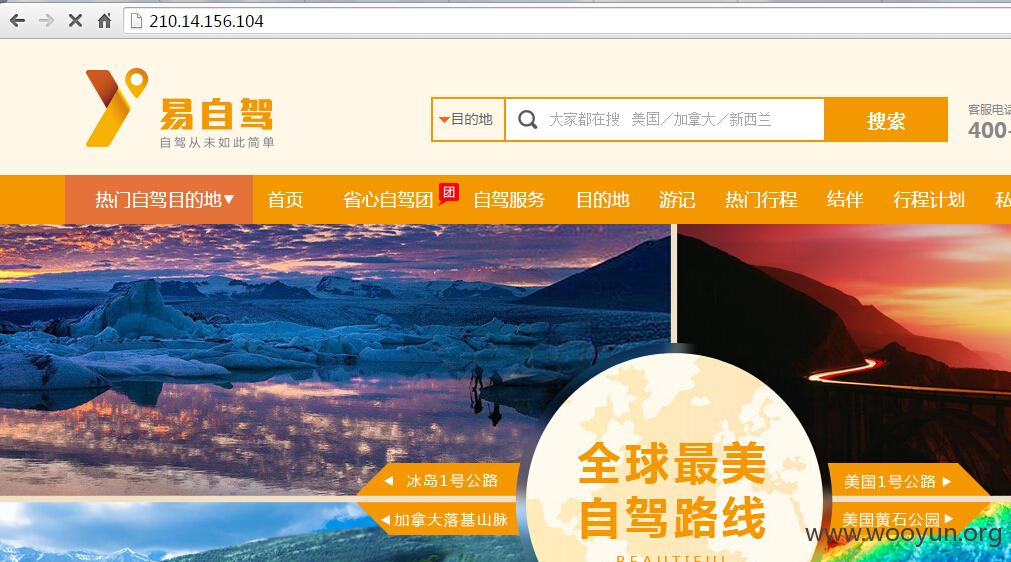 210.14.156.104
易自驾
自驾从未如此简单
目的地 大家都在搜 美国／加拿大／新西兰 搜索
客服电话
400-
热门自驾目的地 首页 省心自驾团 团 自驾服务 目的地 游记 热门行程 结伴 行程计划 私
全球最美
自驾路线
BEAUTIFUL
冰岛1号公路
美国1号公路
加拿大落基山脉
美国黄石公园
www.wooyun.org